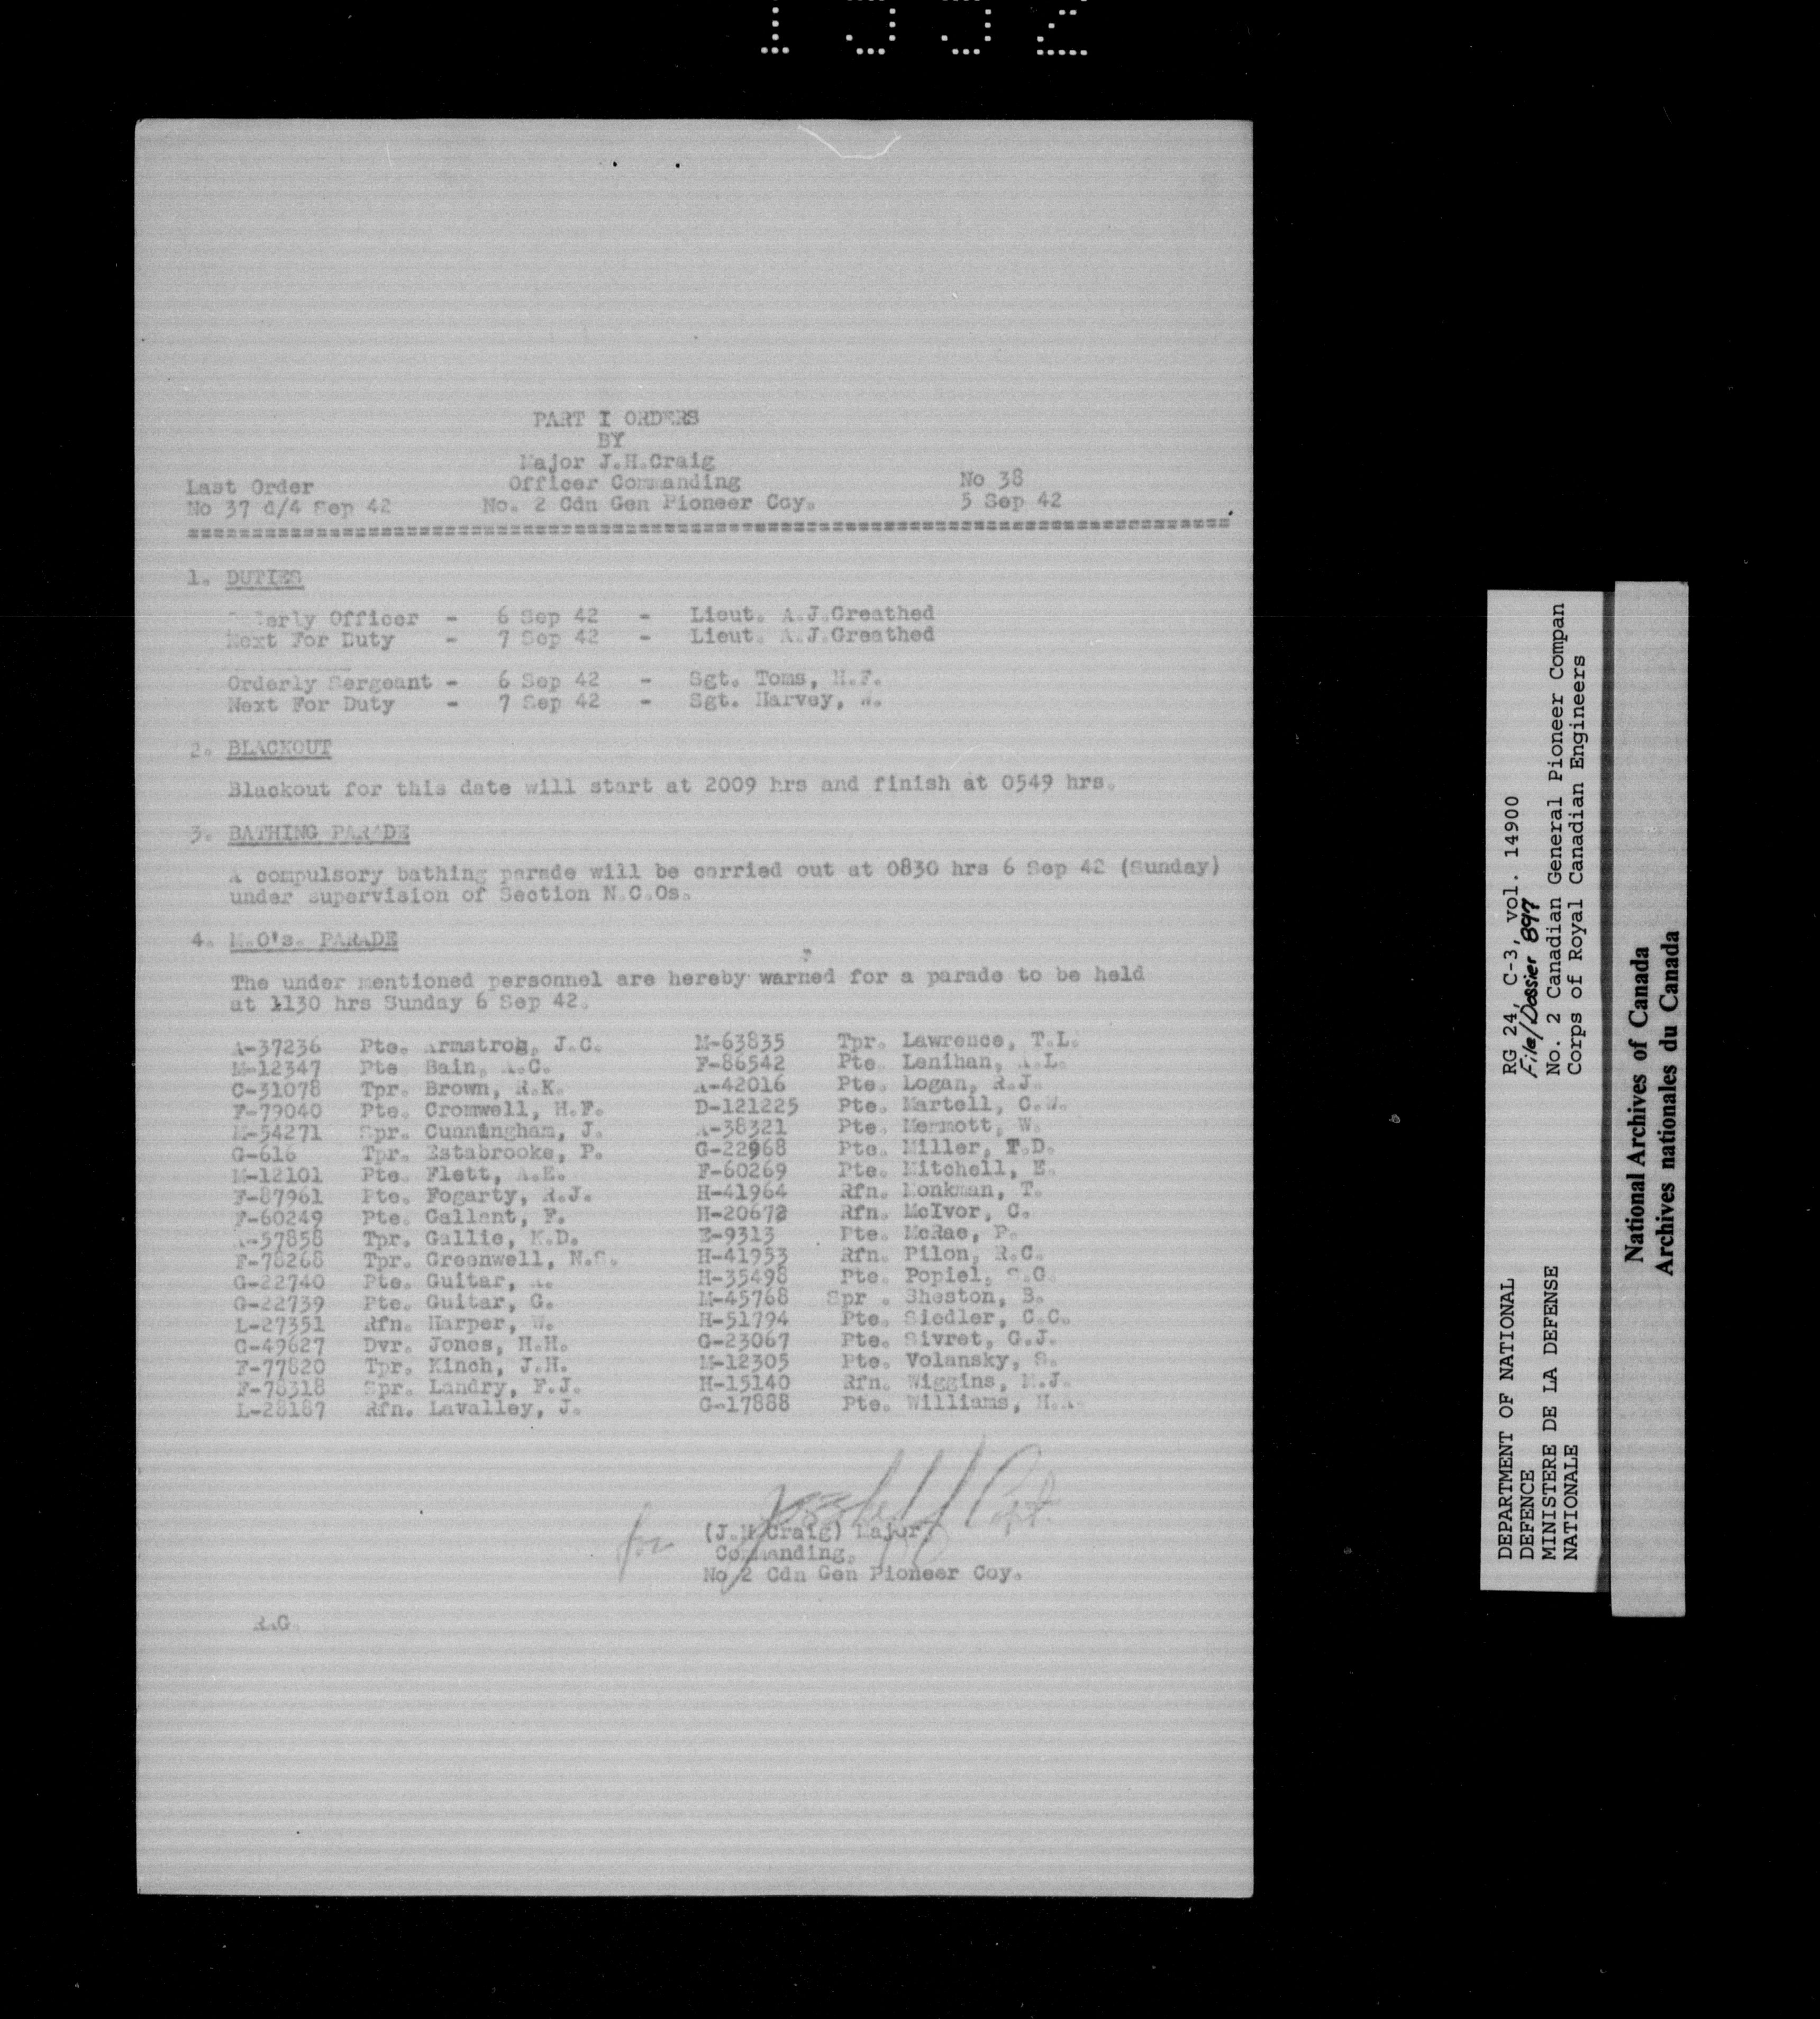 PART I ORDERS
BY
Major J.H.Craig
Last Order Officer Commanding No 38
No 37 d/4 Sep 42 No. 2 Cdn Gen Pioneer Coy. 5 Sep 42
1. DUTIES
Orderly Officer - 6 Sep 42 - Lieut. A.J.Greathed
Next For Duty - 7 Sep 42 - Lieut. A.J.Greathed
Orderly Sergeant - 6 Sep 42 - Sgt. Toms, H.F.
Next For Duty - 7 Sep 42 - Sgt. Harvey, W.
2. BLACKOUT
Blackout for this date will start at 2009 hrs and finish at 0549 hrs.
3. BATHING PARADE
A compulsory bathing parade will be carried out at 0830 hrs 6 Sep 42 (Sunday)
under supervision of Section N.C.Os.
4. M.O's. PARADE
The under mentioned personnel are hereby warned for a parade to be held
at 1130 hrs Sunday 6 Sep 42.
A-37236 Pte. Armstrog, J.C. M-63835 Tpr. Lawrence, T.L.
M-12347 Pte Bain, A.C. F-86542 Pte. Lenihan, A.L.
C-31078 Tpr. Brown, R.K. A-42016 Pte. Logan, R.J.
F-79040 Pte. Cromwell, H.F. D-121225 Pte. Martell, C.W.
M-54271 Spr. Cunningham, J. A-38321 Pte. Mermott, W.
G-616 Tpr. Estabrooke, P. G-22968 Pte. Miller, T.D.
M-12101 Pte. Flett, A.E. F-60269 Pte. Mitchell, E.
F-87961 Pte. Fogarty, R.J. H-41964 Rfn. Monkman, T.
F-60249 Pte. Gallant, F. H-20672 Rfn. McIvor, C.
A-57858 Tpr. Gallie, K.D. E-9313 Pte. McRae, P.
F-78268 Tpr. Greenwell, N.S. H-41953 Rfn. Pilon, R.C.
G-22740 Pte. Guitar, A. H-35498 Pte. Popiel, S.G.
G-22739 Pte. Guitar, G. M-45768 Spr . Sheston, B.
L-27351 Rfn. Harper, W. H-51794 Pte. Siedler, C.C.
C-49627 Dvr. Jones, H.H. G-23067 Pte. Sivret, G.J.
F-77820 Tpr. Kinch, J.H. M-12305 Pte. Volansky, S.
F-78318 Spr. Landry, F.J. H-15140 Rfn. Wiggins, M.J.
L-28187 Rfn. Lavalley, J. G-17888 Pte. Williams, H.A.
for Capt.
(J.H.Craig) Major,
Commanding,
No 2 Cdn Gen Pioneer Coy.
RAG.
DEPARTMENT OF NATIONAL
DEFENCE
MINISTERE DE LA DEFENSE
NATIONALE
RG 24, C-3, vol. 14900
File/Dossier 897
No. 2 Canadian General Pioneer Compan
Corps of Royal Canadian Engineers
National Archives of Canada
Archives nationales du Canada